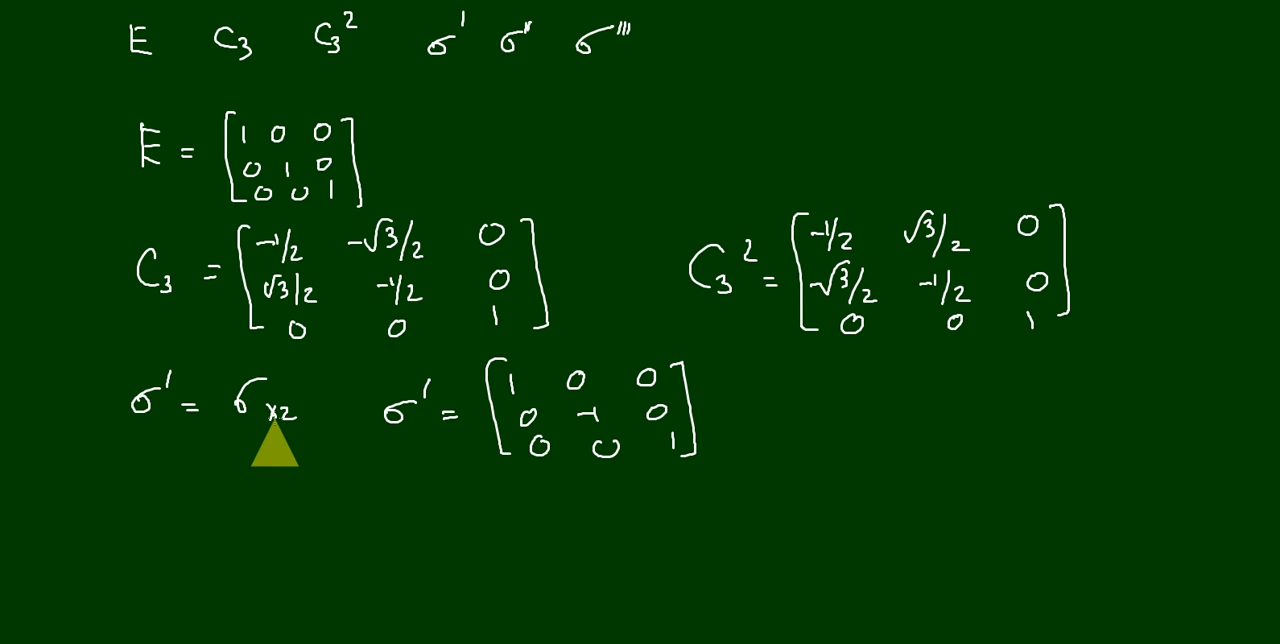 E C₃ C₃² σ' σ'' σ'''
E = [1 0 0
0 1 0
0 0 1]
C₃ = [-1/2 -√3/2 0 C₃² = [-1/2 √3/2 0
√3/2 -1/2 0 -√3/2 -1/2 0
0 0 1] 0 0 1]
σ' = σxz σ' = [1 0 0
0 -1 0
0 0 1]